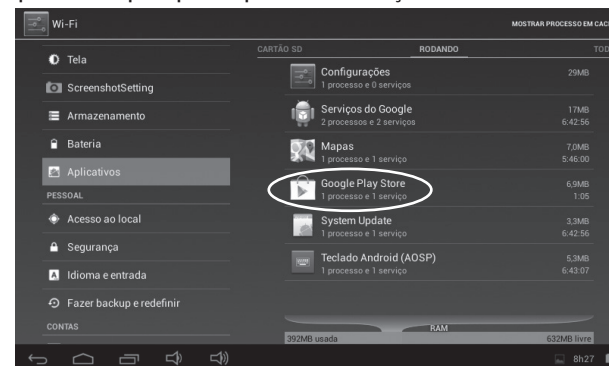 Wi-Fi
MOSTRAR PROCESSO EM CAC
Tela
ScreenshotSetting
Armazenamento
Bateria
Aplicativos
PESSOAL
Acesso ao local
Segurança
Idioma e entrada
Fazer backup e redefinir
CONTAS
CARTÃO SD RODANDO TOD
Configurações 29MB
1 processo e 0 serviços
Serviços do Google 17MB
2 processos e 2 serviços 6:42:56
Mapas 7,0MB
1 processo e 1 serviço 5:46:00
Google Play Store 6,9MB
1 processo e 1 serviço 1:05
System Update 3,3MB
1 processo e 1 serviço 6:42:56
Teclado Android (AOSP) 5,3MB
1 processo e 1 serviço 6:43:07
RAM
392MB usada 632MB livre
8h27